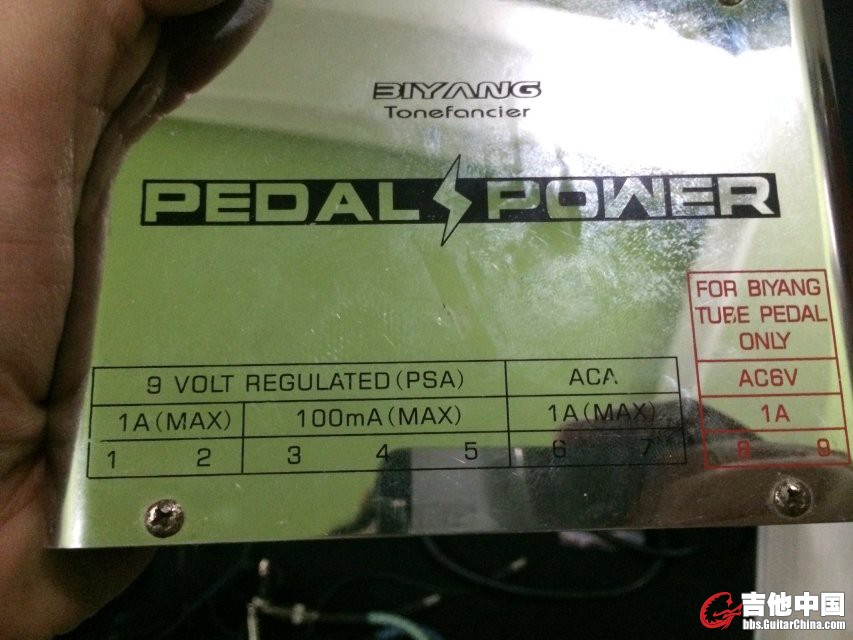 BIYANG
Tonefancier
PEDAL POWER
FOR BIYANG
TUBE PEDAL
ONLY
9 VOLT REGULATED (PSA) ACA AC6V
1A (MAX) 100mA (MAX) 1A (MAX) 1A
1 2 3 4 5 6 7 8 9
吉他中国
bbs.GuitarChina.com